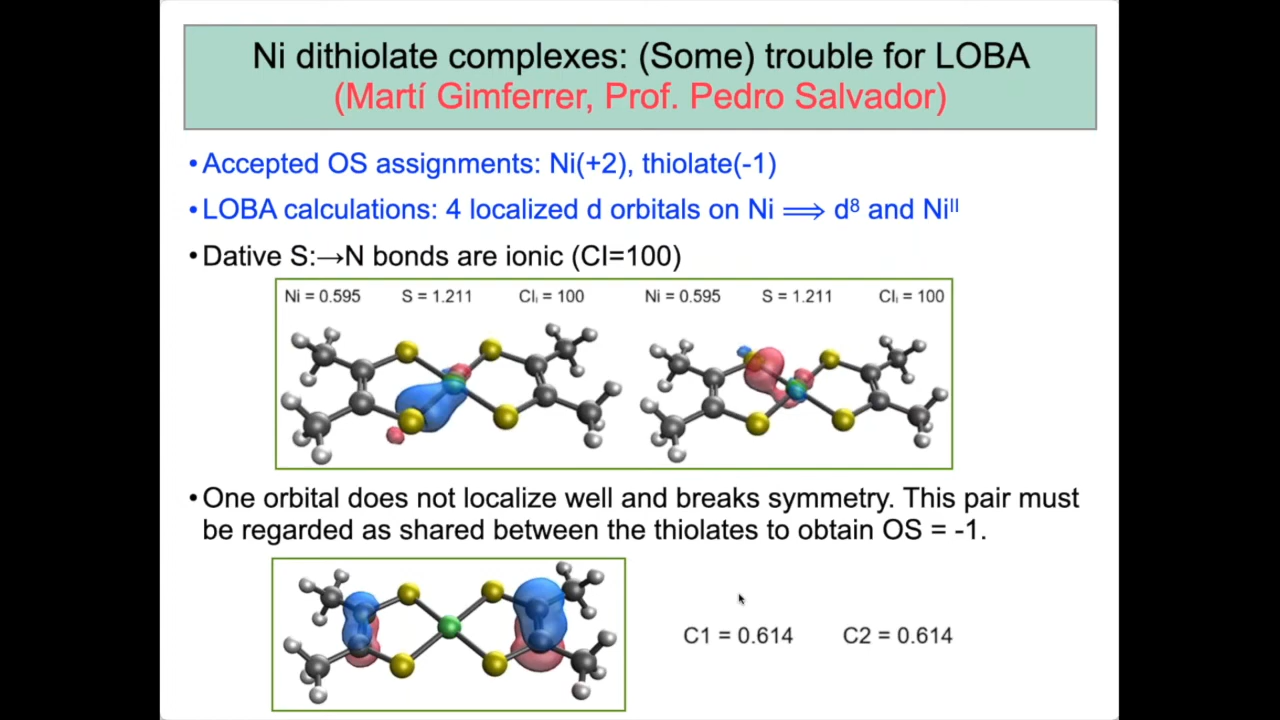 Ni dithiolate complexes: (Some) trouble for LOBA
(Martí Gimferrer, Prof. Pedro Salvador)
• Accepted OS assignments: Ni(+2), thiolate(-1)
• LOBA calculations: 4 localized d orbitals on Ni ⟹ d⁸ and Niᴵᴵ
• Dative S:→N bonds are ionic (CI=100)
Ni = 0.595 S = 1.211 CIᵢ = 100 Ni = 0.595 S = 1.211 CIᵢ = 100
• One orbital does not localize well and breaks symmetry. This pair must
be regarded as shared between the thiolates to obtain OS = -1.
C1 = 0.614 C2 = 0.614